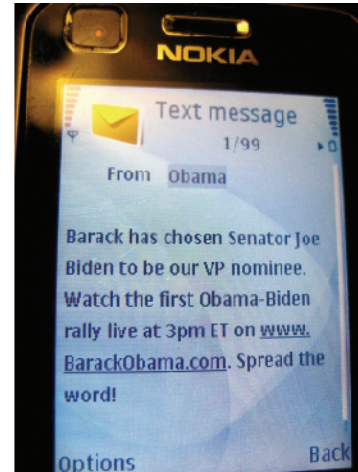 NOKIA
Text message
1/99
From Obama
Barack has chosen Senator Joe
Biden to be our VP nominee.
Watch the first Obama-Biden
rally live at 3pm ET on www.
BarackObama.com. Spread the
word!
Options Back